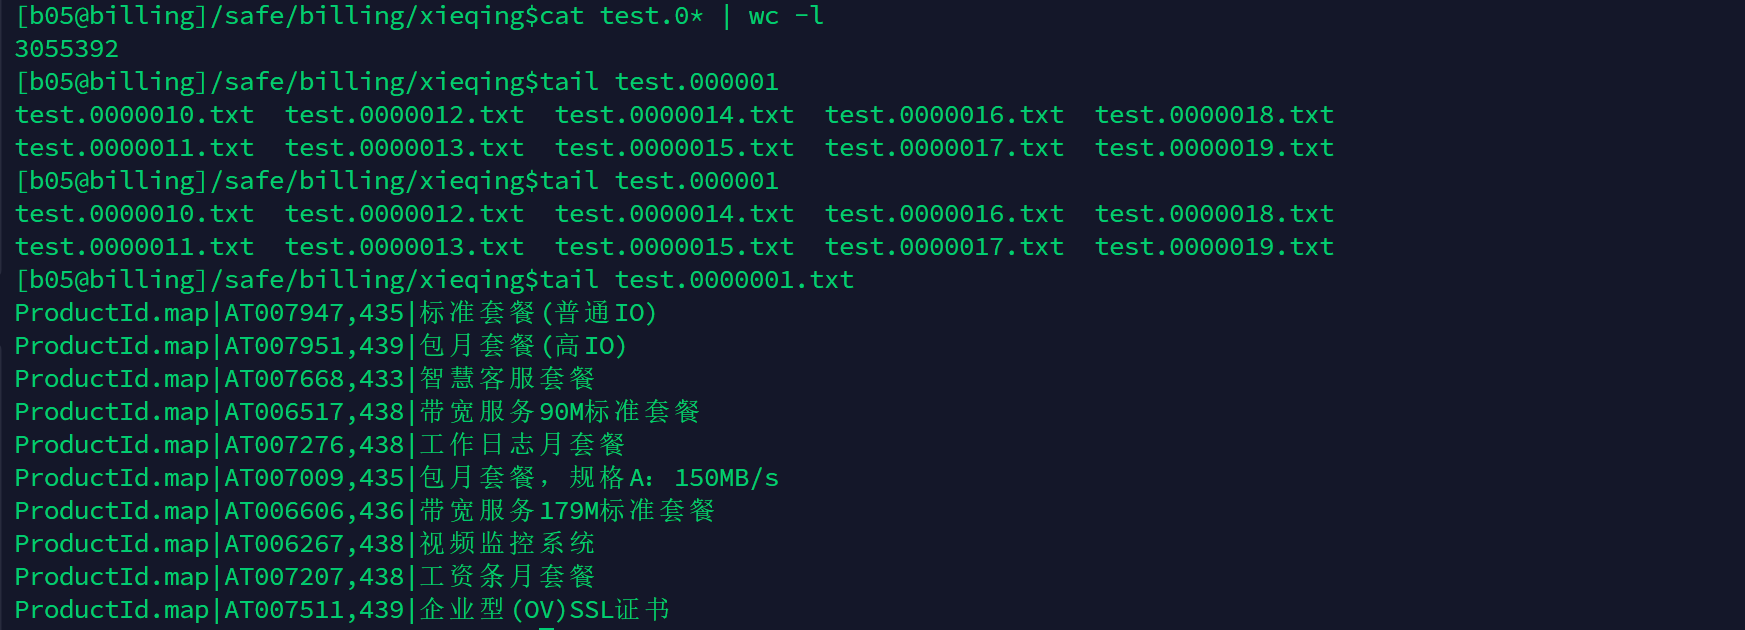 [b05@billing]/safe/billing/xieqing$cat test.0* | wc -l
3055392
[b05@billing]/safe/billing/xieqing$tail test.000001
test.0000010.txt  test.0000012.txt  test.0000014.txt  test.0000016.txt  test.0000018.txt
test.0000011.txt  test.0000013.txt  test.0000015.txt  test.0000017.txt  test.0000019.txt
[b05@billing]/safe/billing/xieqing$tail test.000001
test.0000010.txt  test.0000012.txt  test.0000014.txt  test.0000016.txt  test.0000018.txt
test.0000011.txt  test.0000013.txt  test.0000015.txt  test.0000017.txt  test.0000019.txt
[b05@billing]/safe/billing/xieqing$tail test.0000001.txt
ProductId.map|AT007947,435|标准套餐(普通IO)
ProductId.map|AT007951,439|包月套餐(高IO)
ProductId.map|AT007668,433|智慧客服套餐
ProductId.map|AT006517,438|带宽服务90M标准套餐
ProductId.map|AT007276,438|工作日志月套餐
ProductId.map|AT007009,435|包月套餐，规格A：150MB/s
ProductId.map|AT006606,436|带宽服务179M标准套餐
ProductId.map|AT006267,438|视频监控系统
ProductId.map|AT007207,438|工资条月套餐
ProductId.map|AT007511,439|企业型(OV)SSL证书